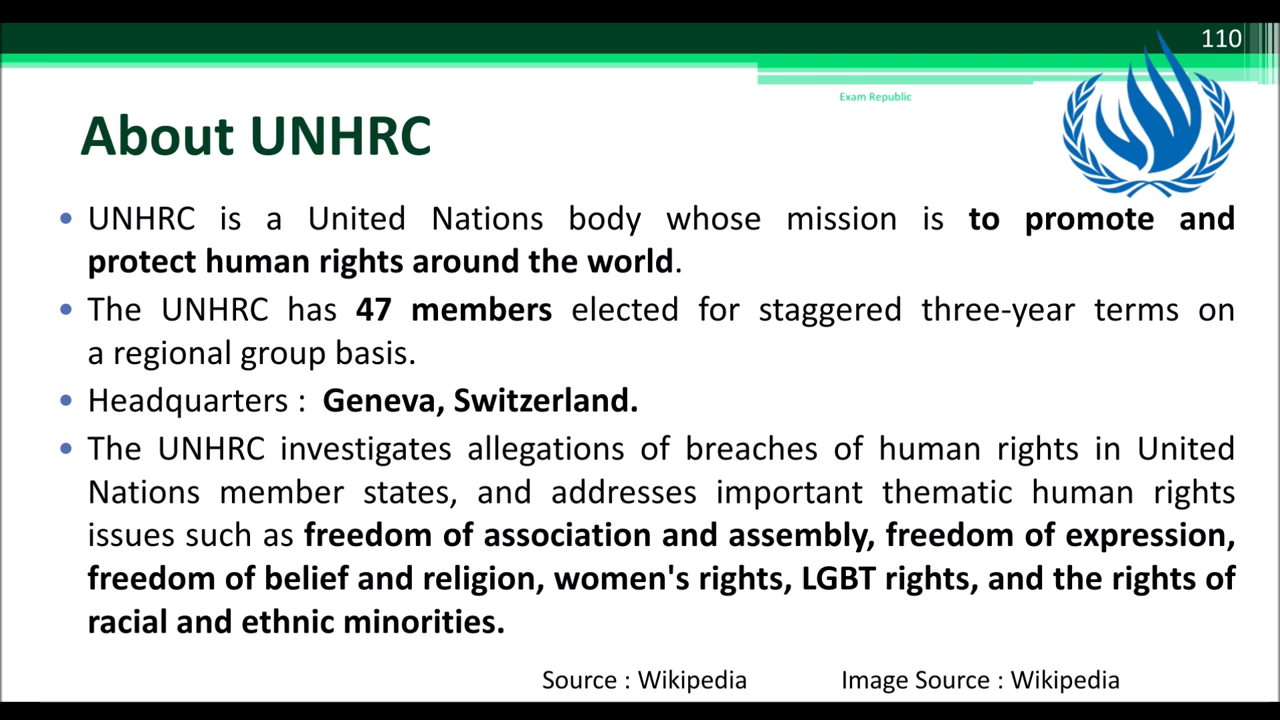 110
Exam Republic
About UNHRC
UNHRC is a United Nations body whose mission is to promote and
protect human rights around the world.
The UNHRC has 47 members elected for staggered three-year terms on
a regional group basis.
Headquarters : Geneva, Switzerland.
The UNHRC investigates allegations of breaches of human rights in United
Nations member states, and addresses important thematic human rights
issues such as freedom of association and assembly, freedom of expression,
freedom of belief and religion, women's rights, LGBT rights, and the rights of
racial and ethnic minorities.
Source : Wikipedia Image Source : Wikipedia